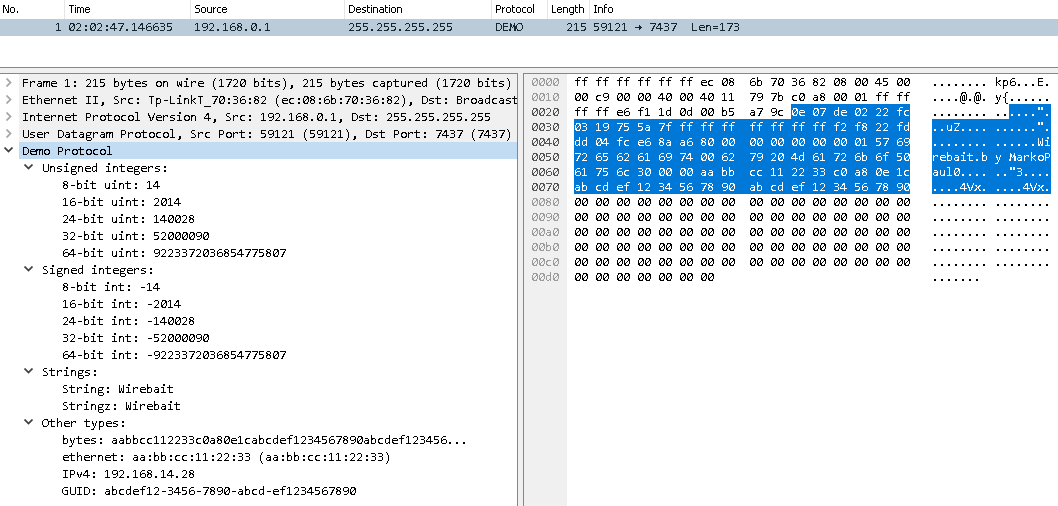 No. Time Source Destination Protocol Length Info
1 02:02:47.146635 192.168.0.1 255.255.255.255 DEMO 215 59121 → 7437 Len=173
Frame 1: 215 bytes on wire (1720 bits), 215 bytes captured (1720 bits)
Ethernet II, Src: Tp-LinkT_70:36:82 (ec:08:6b:70:36:82), Dst: Broadcast
Internet Protocol Version 4, Src: 192.168.0.1, Dst: 255.255.255.255
User Datagram Protocol, Src Port: 59121 (59121), Dst Port: 7437 (7437)
Demo Protocol
Unsigned integers:
8-bit uint: 14
16-bit uint: 2014
24-bit uint: 140028
32-bit uint: 52000090
64-bit uint: 9223372036854775807
Signed integers:
8-bit int: -14
16-bit int: -2014
24-bit int: -140028
32-bit int: -52000090
64-bit int: -9223372036854775807
Strings:
String: Wirebait
Stringz: Wirebait
Other types:
bytes: aabbcc112233c0a80e1cabcdef1234567890abcdef123456...
ethernet: aa:bb:cc:11:22:33 (aa:bb:cc:11:22:33)
IPv4: 192.168.14.28
GUID: abcdef12-3456-7890-abcd-ef1234567890
0000 ff ff ff ff ff ff ec 08 6b 70 36 82 08 00 45 00 ........ kp6...E.
0010 00 c9 00 00 40 00 40 11 79 7b c0 a8 00 01 ff ff ....@.@. y{......
0020 ff ff e6 f1 1d 0d 00 b5 a7 9c 0e 07 de 02 22 fc ........ ......".
0030 03 19 75 5a 7f ff ff ff ff ff ff ff f2 f8 22 fd ..uZ.... ......".
0040 dd 04 fc e6 8a a6 80 00 00 00 00 00 00 01 57 69 ........ ......Wi
0050 72 65 62 61 69 74 00 62 79 20 4d 61 72 6b 6f 50 rebait.b y MarkoP
0060 61 75 6c 30 00 00 aa bb cc 11 22 33 c0 a8 0e 1c aul0.... .."3....
0070 ab cd ef 12 34 56 78 90 ab cd ef 12 34 56 78 90 ....4Vx. ....4Vx.
0080 00 00 00 00 00 00 00 00 00 00 00 00 00 00 00 00 ........ ........
0090 00 00 00 00 00 00 00 00 00 00 00 00 00 00 00 00 ........ ........
00a0 00 00 00 00 00 00 00 00 00 00 00 00 00 00 00 00 ........ ........
00b0 00 00 00 00 00 00 00 00 00 00 00 00 00 00 00 00 ........ ........
00c0 00 00 00 00 00 00 00 00 00 00 00 00 00 00 00 00 ........ ........
00d0 00 00 00 00 00 00 00 .......